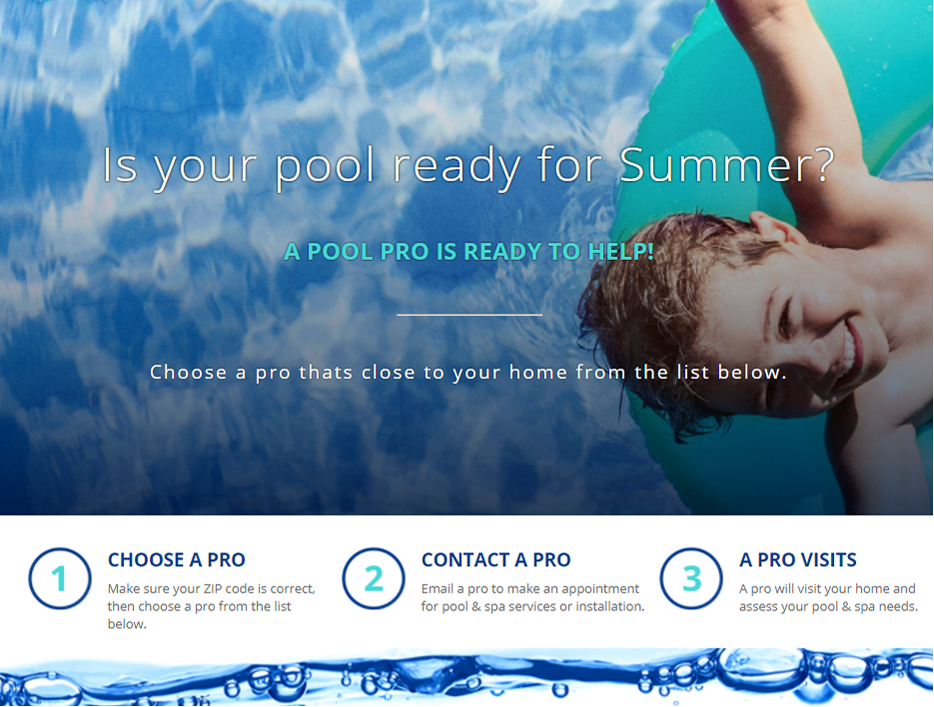 Is your pool ready for Summer?
A POOL PRO IS READY TO HELP!
Choose a pro thats close to your home from the list below.
1
CHOOSE A PRO
Make sure your ZIP code is correct,
then choose a pro from the list
below.
2
CONTACT A PRO
Email a pro to make an appointment
for pool & spa services or installation.
3
A PRO VISITS
A pro will visit your home and
assess your pool & spa needs.